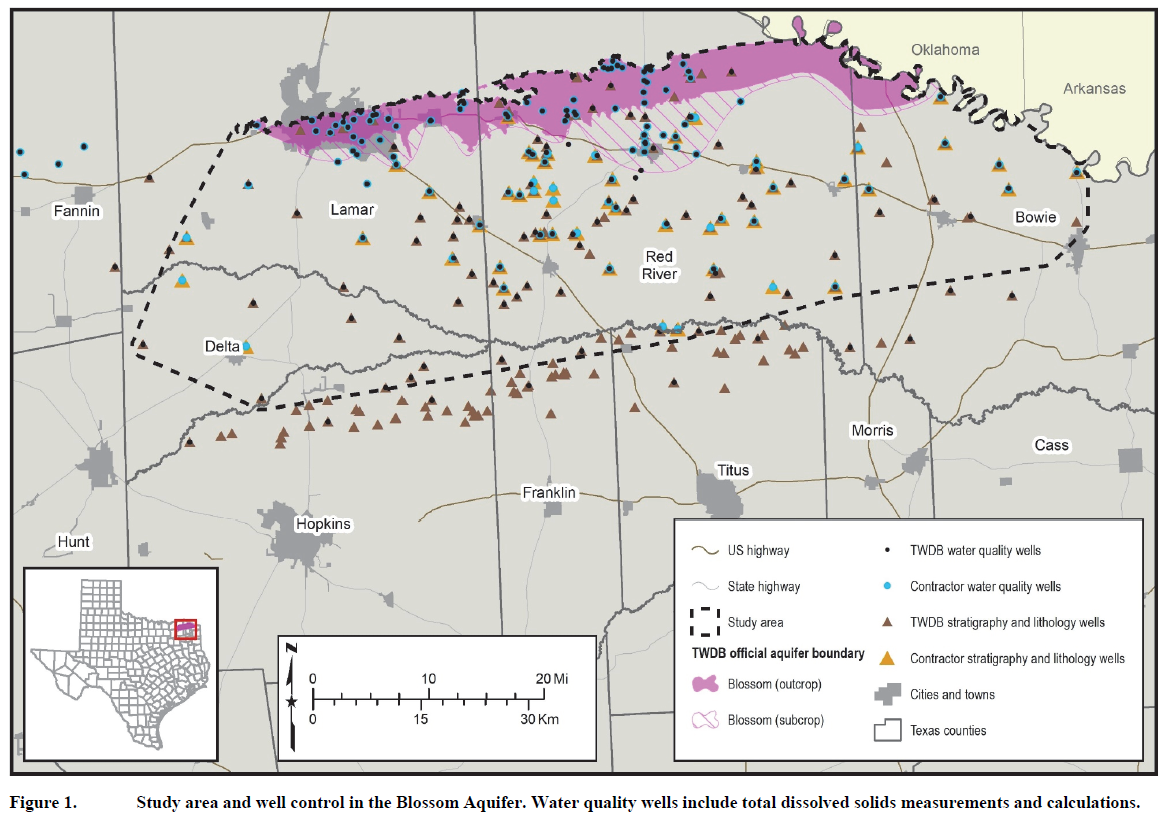 Oklahoma
Arkansas
Fannin
Lamar
Bowie
Red
River
Delta
Morris
Cass
Titus
Franklin
Hopkins
Hunt
US highway
State highway
Study area
TWDB official aquifer boundary
Blossom (outcrop)
Blossom (subcrop)
TWDB water quality wells
Contractor water quality wells
TWDB stratigraphy and lithology wells
Contractor stratigraphy and lithology wells
Cities and towns
Texas counties
N
0 10 20 Mi
0 15 30 Km
Figure 1. Study area and well control in the Blossom Aquifer. Water quality wells include total dissolved solids measurements and calculations.